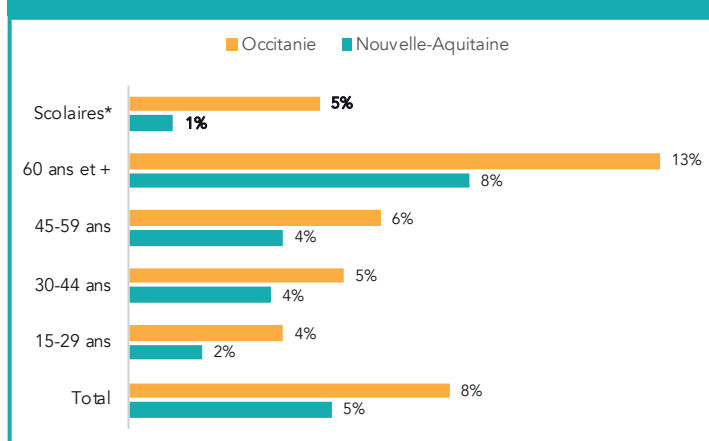 Occitanie Nouvelle-Aquitaine
Scolaires* 5%
1%
60 ans et + 13%
8%
45-59 ans 6%
4%
30-44 ans 5%
4%
15-29 ans 4%
2%
Total 8%
5%